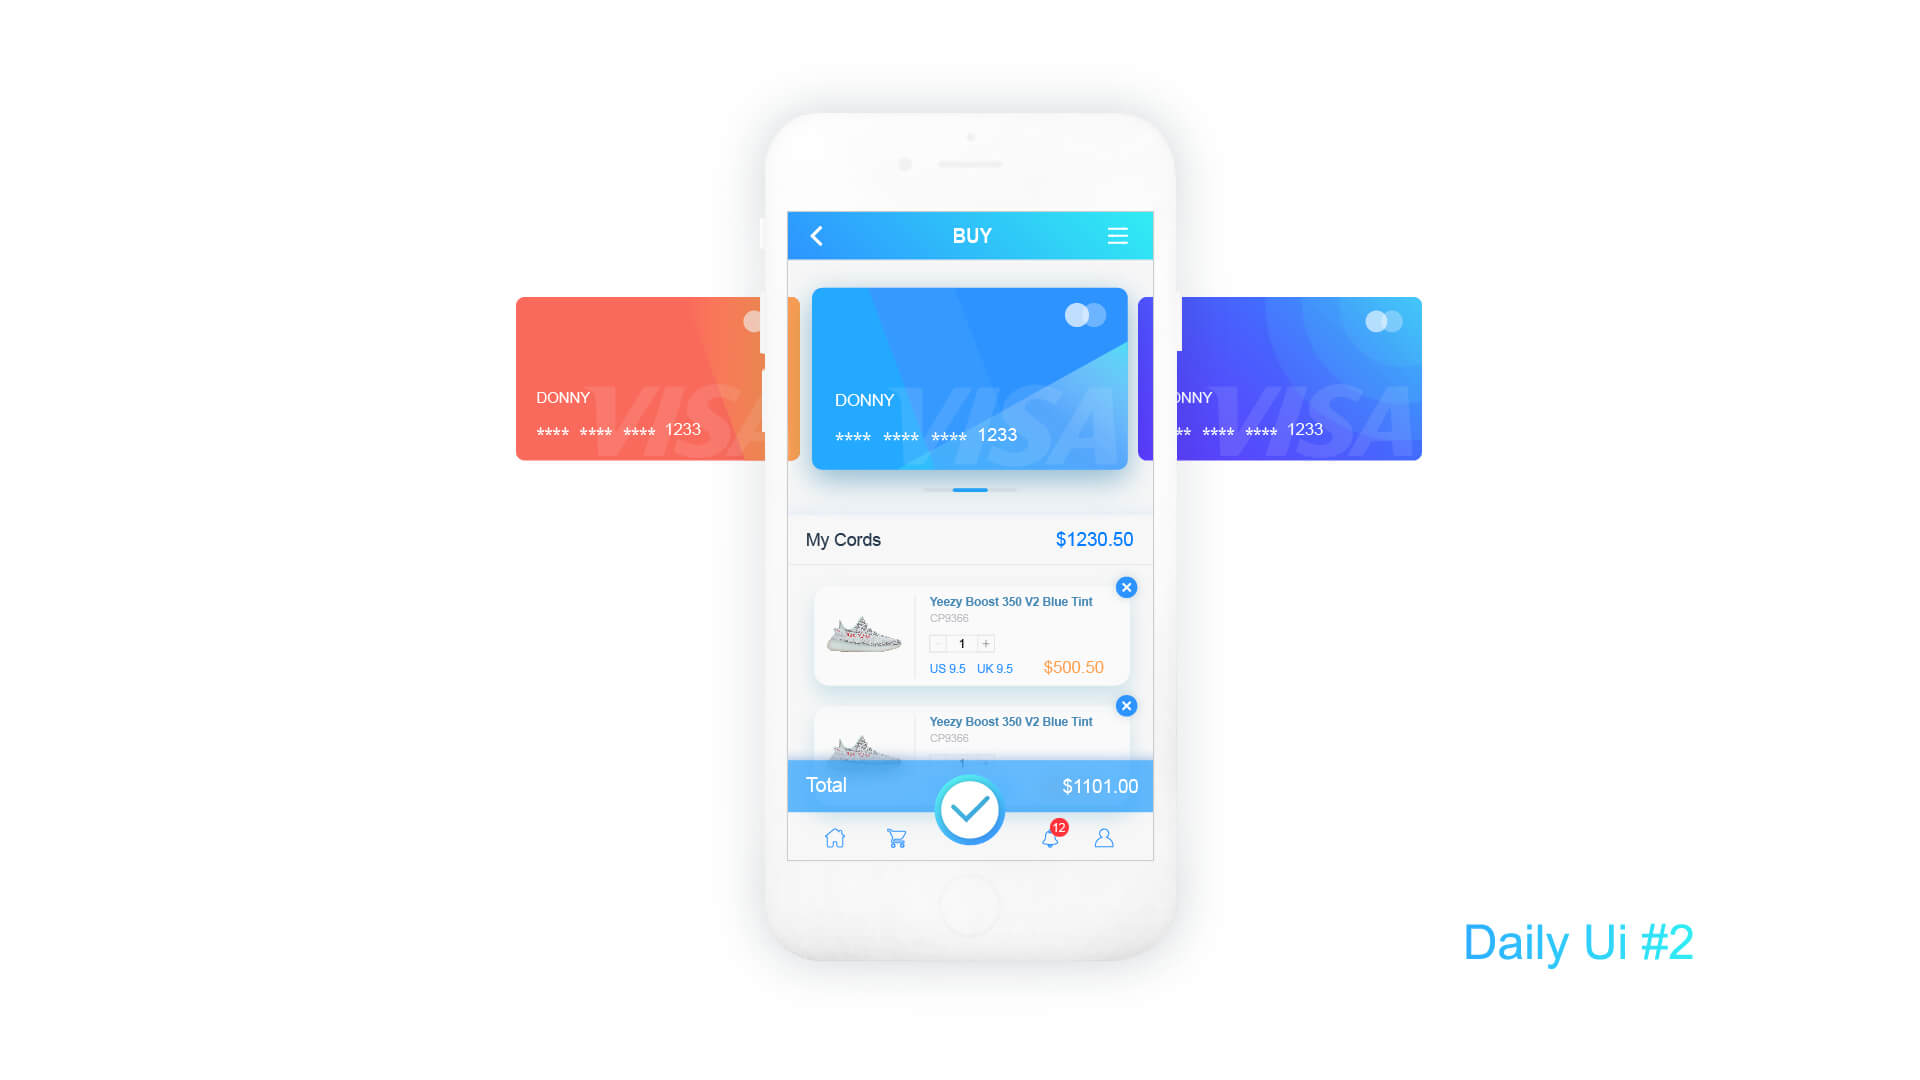 BUY
DONNY
**** **** **** 1233
VISA
DONNY
**** **** **** 1233
VISA
ONNY
** **** **** 1233
VISA
My Cords $1230.50
Yeezy Boost 350 V2 Blue Tint
CP9366
- 1 +
US 9.5 UK 9.5 $500.50
Yeezy Boost 350 V2 Blue Tint
CP9366
- 1 +
Total $1101.00
12
Daily Ui #2